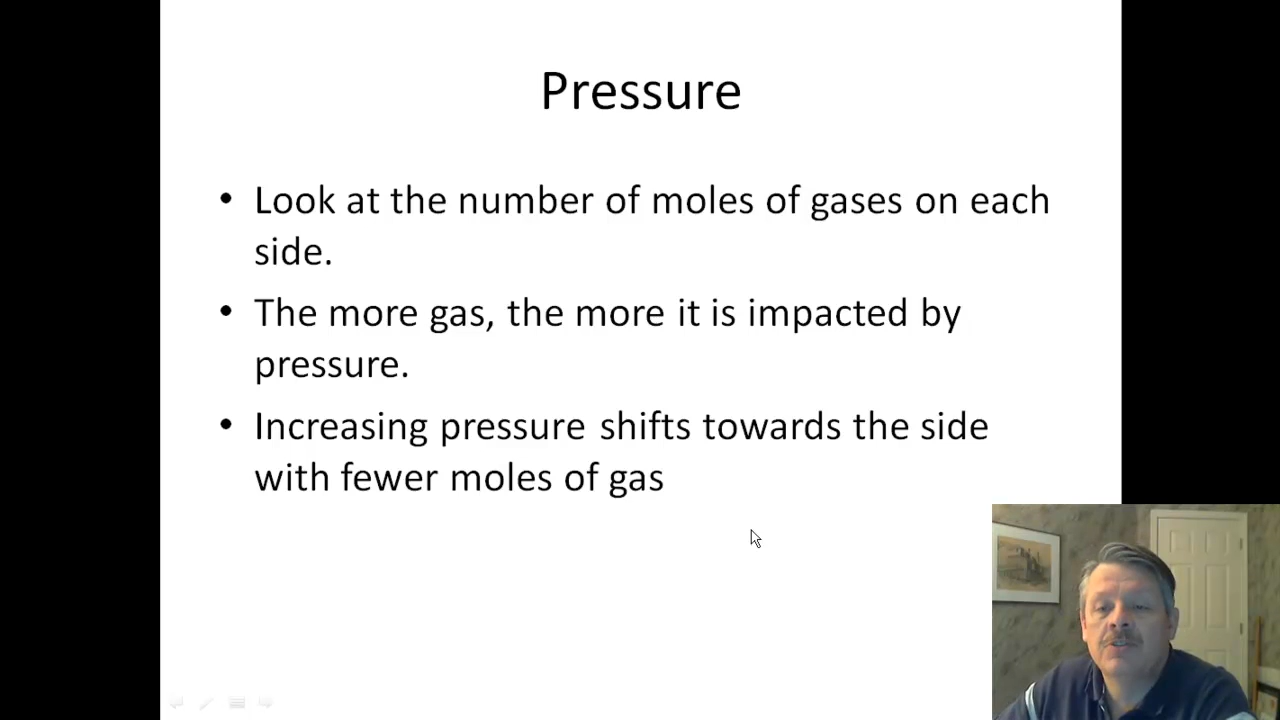 Pressure
• Look at the number of moles of gases on each
side.
• The more gas, the more it is impacted by
pressure.
• Increasing pressure shifts towards the side
with fewer moles of gas